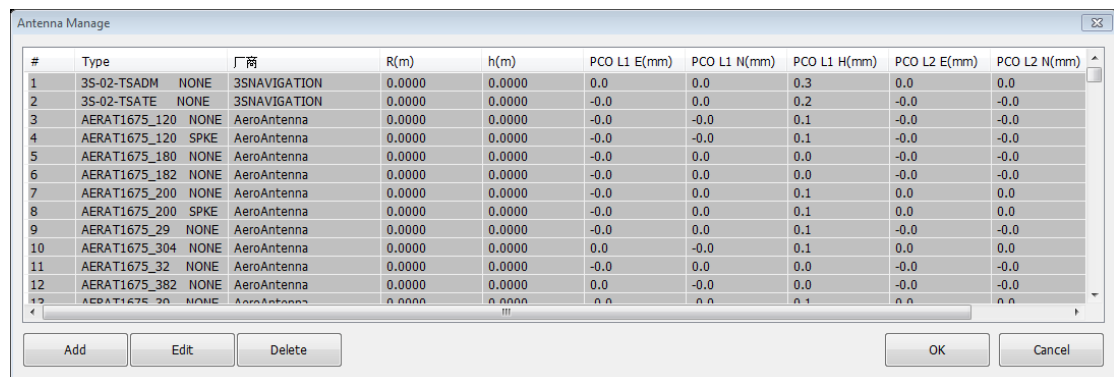 Antenna Manage
# Type 厂商 R(m) h(m) PCO L1 E(mm) PCO L1 N(mm) PCO L1 H(mm) PCO L2 E(mm) PCO L2 N(mm)
1 3S-02-TSADM NONE 3SNAVIGATION 0.0000 0.0000 0.0 0.0 0.3 0.0 0.0
2 3S-02-TSATE NONE 3SNAVIGATION 0.0000 0.0000 -0.0 0.0 0.2 -0.0 -0.0
3 AERAT1675_120 NONE AeroAntenna 0.0000 0.0000 -0.0 -0.0 0.1 -0.0 -0.0
4 AERAT1675_120 SPKE AeroAntenna 0.0000 0.0000 -0.0 -0.0 0.1 -0.0 -0.0
5 AERAT1675_180 NONE AeroAntenna 0.0000 0.0000 -0.0 0.0 0.0 -0.0 -0.0
6 AERAT1675_182 NONE AeroAntenna 0.0000 0.0000 -0.0 0.0 0.0 -0.0 -0.0
7 AERAT1675_200 NONE AeroAntenna 0.0000 0.0000 -0.0 0.0 0.1 0.0 0.0
8 AERAT1675_200 SPKE AeroAntenna 0.0000 0.0000 -0.0 0.0 0.1 0.0 0.0
9 AERAT1675_29 NONE AeroAntenna 0.0000 0.0000 -0.0 0.0 0.1 -0.0 -0.0
10 AERAT1675_304 NONE AeroAntenna 0.0000 0.0000 0.0 -0.0 0.1 0.0 0.0
11 AERAT1675_32 NONE AeroAntenna 0.0000 0.0000 -0.0 0.0 0.0 -0.0 -0.0
12 AERAT1675_382 NONE AeroAntenna 0.0000 0.0000 0.0 -0.0 0.0 -0.0 -0.0
Add Edit Delete OK Cancel